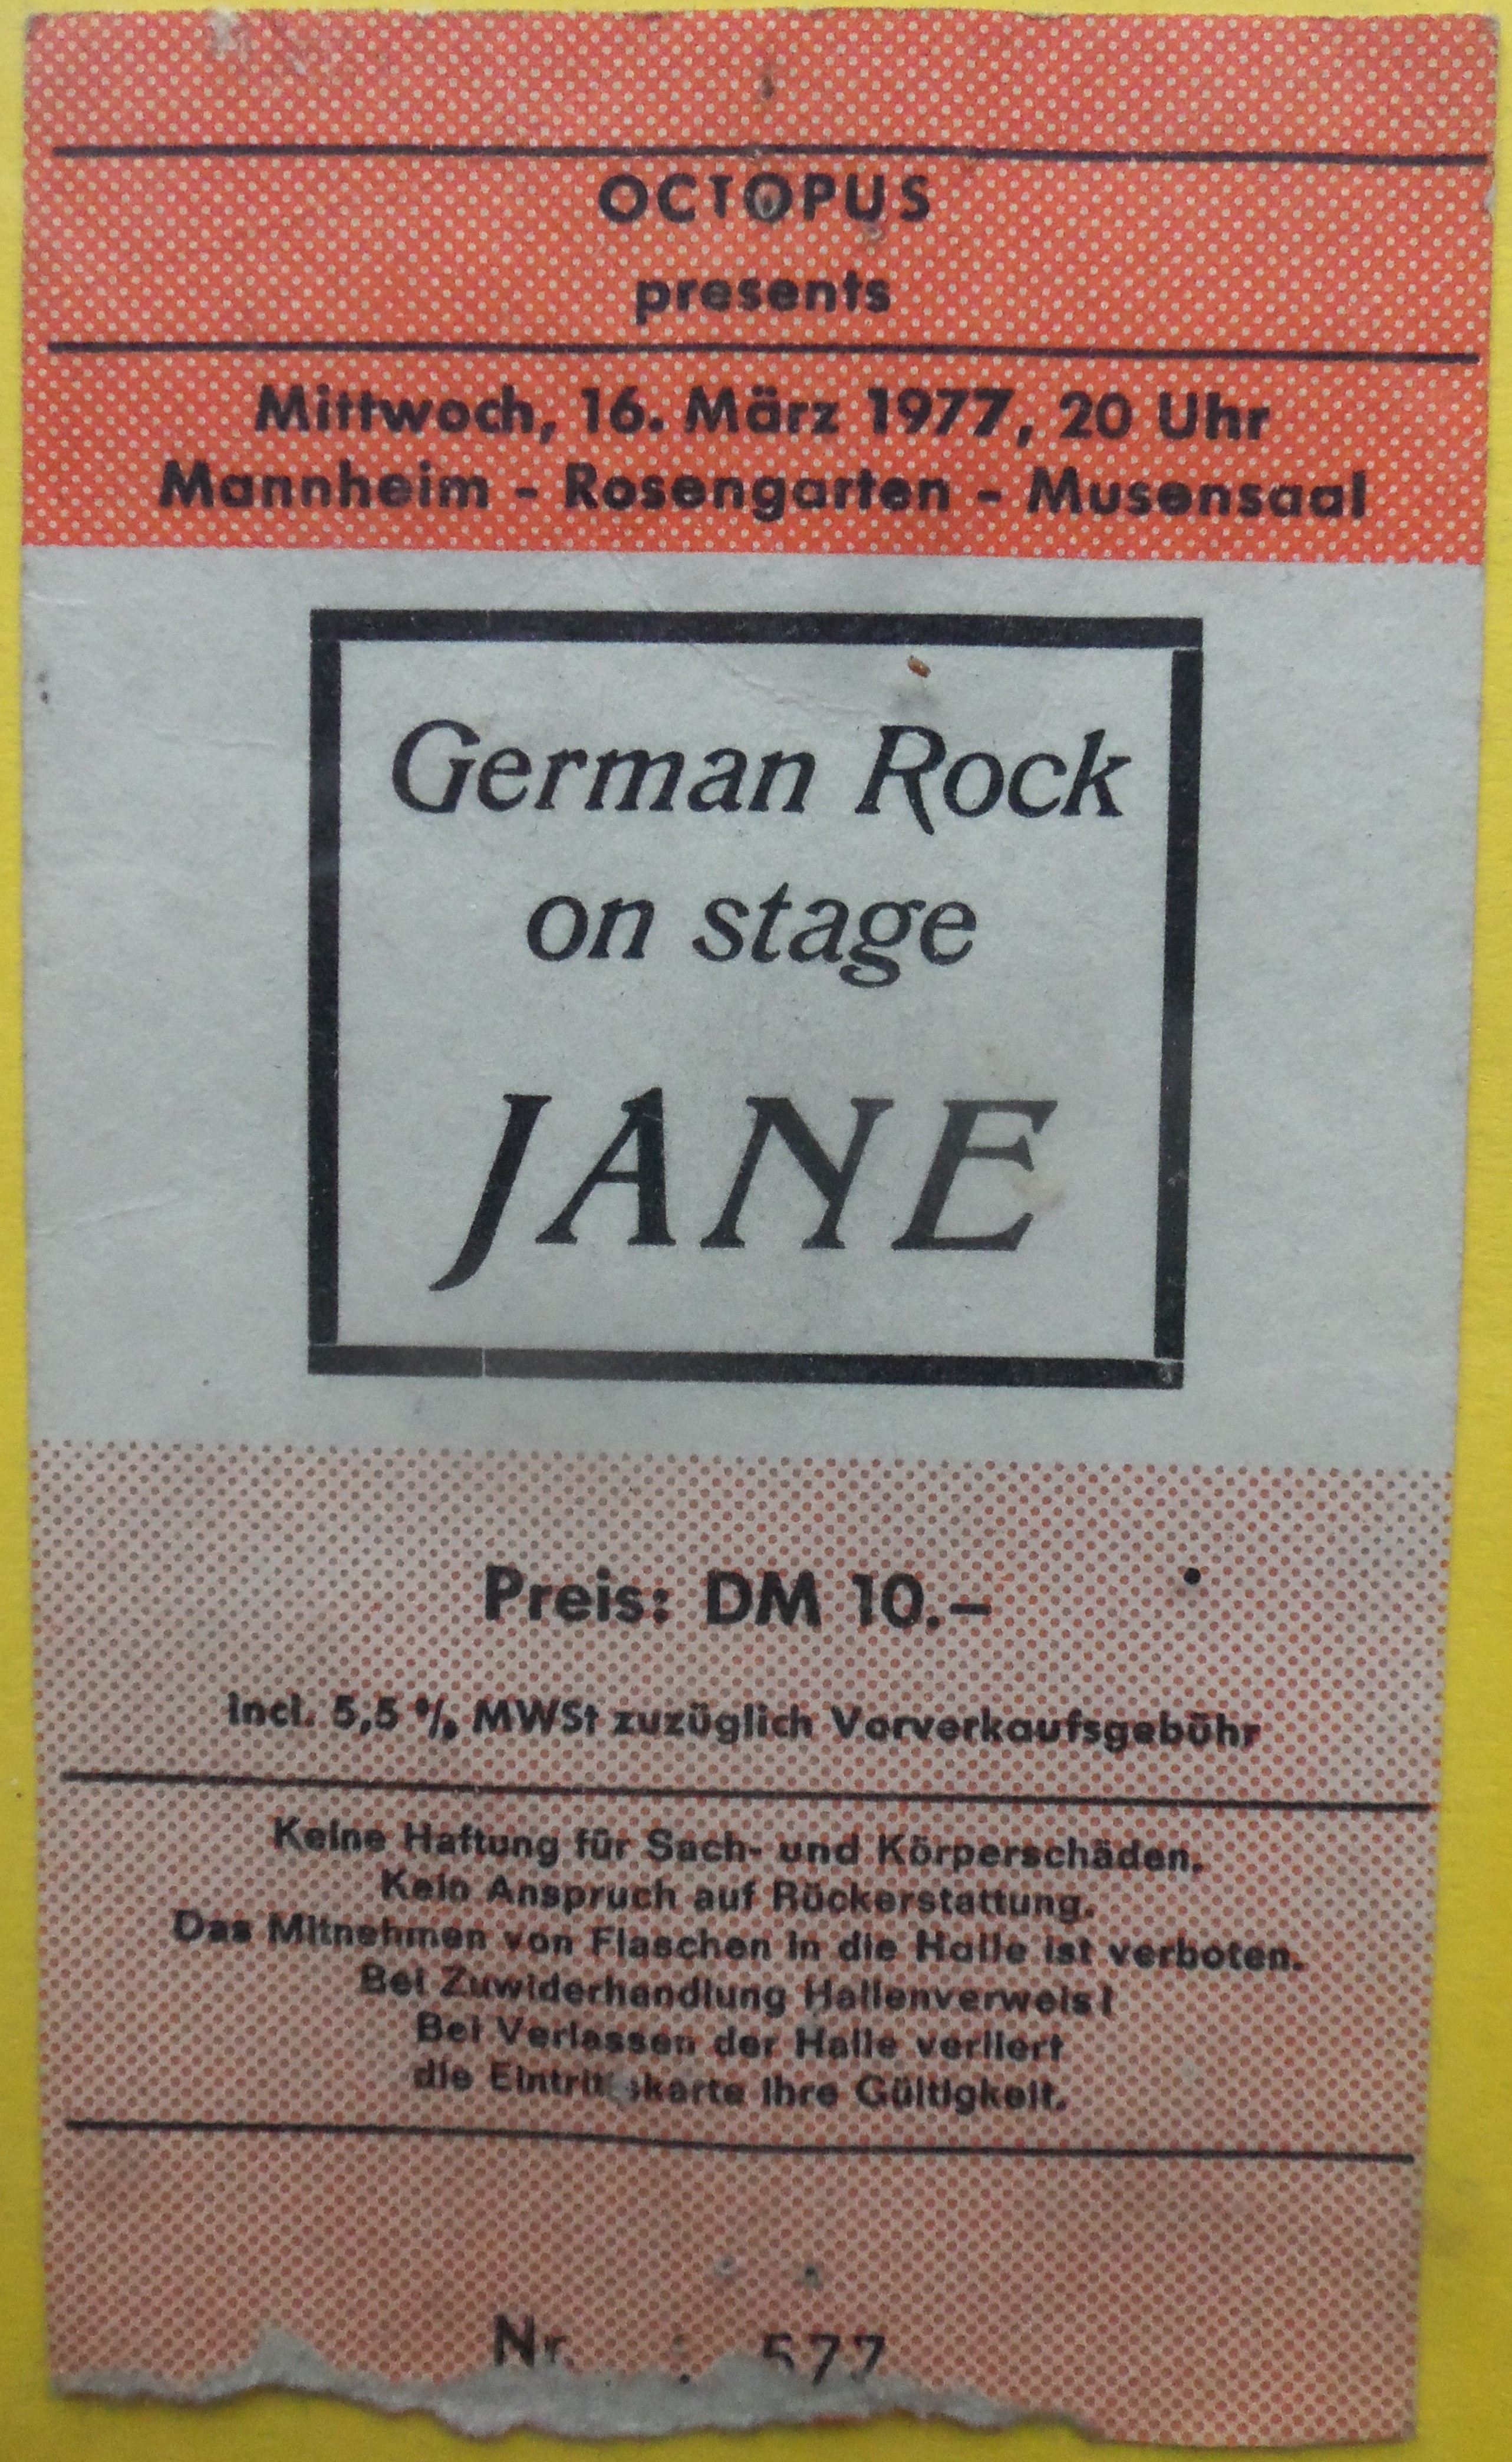 OCTOPUS
presents
Mittwoch, 16. März 1977, 20 Uhr
Mannheim - Rosengarten - Musensaal
German Rock
on stage
JANE
Preis: DM 10.–
incl. 5,5 % MWSt zuzüglich Vorverkaufsgebühr
Keine Haftung für Sach- und Körperschäden.
Kein Anspruch auf Rückerstattung.
Das Mitnehmen von Flaschen in die Halle ist verboten.
Bei Zuwiderhandlung Hallenverweis!
Bei Verlassen der Halle verliert
die Eintrittskarte ihre Gültigkeit.
Nr. 577